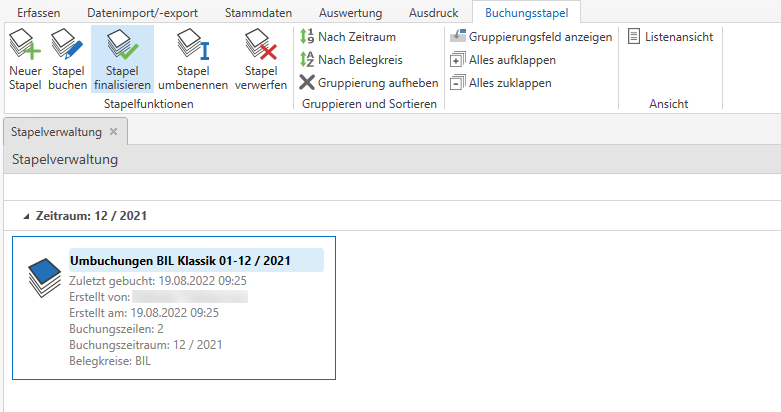 Erfassen Datenimport/-export Stammdaten Auswertung Ausdruck Buchungsstapel
Neuer Stapel
Stapel buchen
Stapel finalisieren
Stapel umbenennen
Stapel verwerfen
Stapelfunktionen
Nach Zeitraum
Nach Belegkreis
Gruppierung aufheben
Gruppieren und Sortieren
Gruppierungsfeld anzeigen
Alles aufklappen
Alles zuklappen
Listenansicht
Ansicht
Stapelverwaltung
Stapelverwaltung
Zeitraum: 12 / 2021
Umbuchungen BIL Klassik 01-12 / 2021
Zuletzt gebucht: 19.08.2022 09:25
Erstellt von:
Erstellt am: 19.08.2022 09:25
Buchungszeilen: 2
Buchungszeitraum: 12 / 2021
Belegkreise: BIL